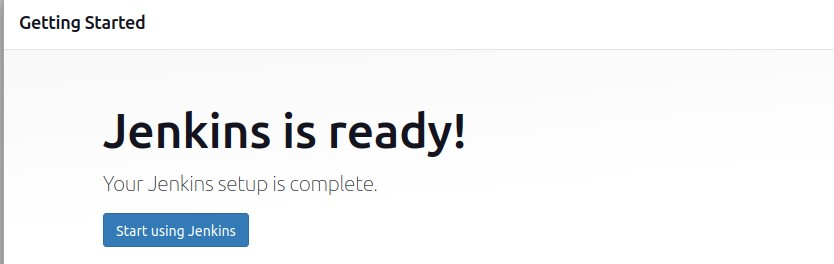 Getting Started
Jenkins is ready!
Your Jenkins setup is complete.
Start using Jenkins